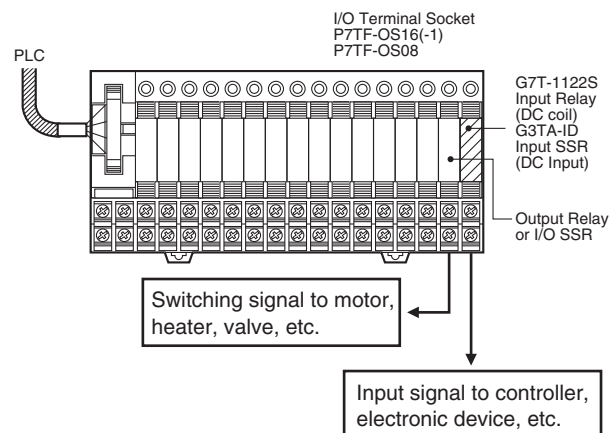 I/O Terminal Socket
P7TF-OS16(-1)
P7TF-OS08
PLC
G7T-1122S
Input Relay
(DC coil)
G3TA-ID
Input SSR
(DC Input)
Output Relay
or I/O SSR
Switching signal to motor,
heater, valve, etc.
Input signal to controller,
electronic device, etc.